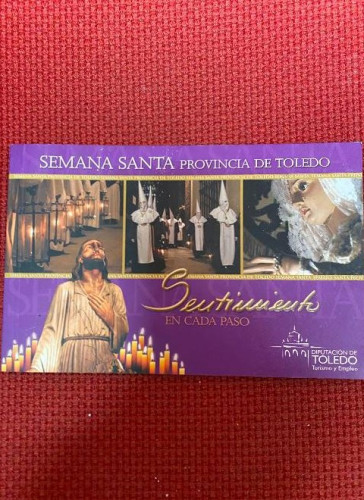 SEMANA SANTA PROVINCIA DE TOLEDO
Sentimiento
EN CADA PASO
DIPUTACIÓN DE
TOLEDO
Turismo y Empleo